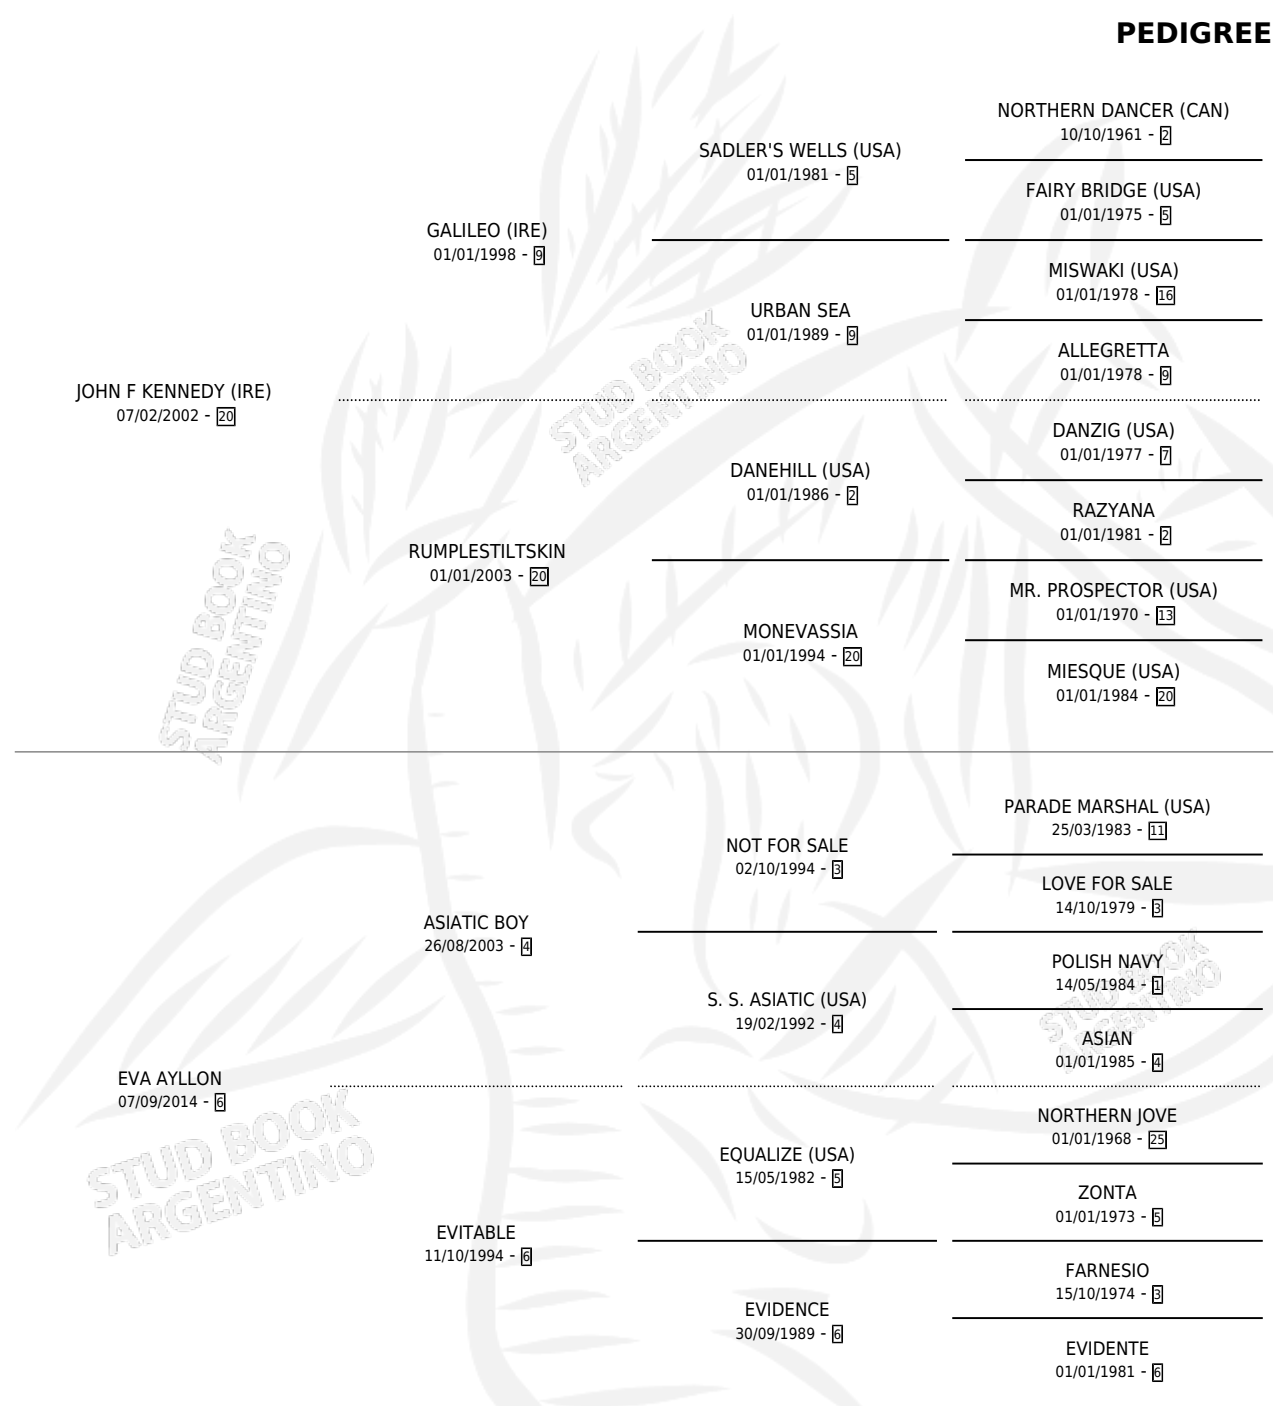 PEDIGREE
NORTHERN DANCER (CAN)
10/10/1961 - 2
SADLER'S WELLS (USA)
01/01/1981 - 5
FAIRY BRIDGE (USA)
01/01/1975 - 5
GALILEO (IRE)
01/01/1998 - 9
MISWAKI (USA)
01/01/1978 - 16
URBAN SEA
01/01/1989 - 9
ALLEGRETTA
01/01/1978 - 9
JOHN F KENNEDY (IRE)
07/02/2002 - 20
DANZIG (USA)
01/01/1977 - 7
DANEHILL (USA)
01/01/1986 - 2
RAZYANA
01/01/1981 - 2
RUMPLESTILTSKIN
01/01/2003 - 20
MR. PROSPECTOR (USA)
01/01/1970 - 13
MONEVASSIA
01/01/1994 - 20
MIESQUE (USA)
01/01/1984 - 20
PARADE MARSHAL (USA)
25/03/1983 - 11
NOT FOR SALE
02/10/1994 - 3
LOVE FOR SALE
14/10/1979 - 3
ASIATIC BOY
26/08/2003 - 4
POLISH NAVY
14/05/1984 - 1
S. S. ASIATIC (USA)
19/02/1992 - 4
ASIAN
01/01/1985 - 4
EVA AYLLON
07/09/2014 - 6
NORTHERN JOVE
01/01/1968 - 25
EQUALIZE (USA)
15/05/1982 - 5
ZONTA
01/01/1973 - 5
EVITABLE
11/10/1994 - 6
FARNESIO
15/10/1974 - 3
EVIDENCE
30/09/1989 - 6
EVIDENTE
01/01/1981 - 6
STUD BOOK
ARGENTINO
STUD BOOK
ARGENTINO
STUD BOOK
ARGENTINO
STUD BOOK
ARGENTINO